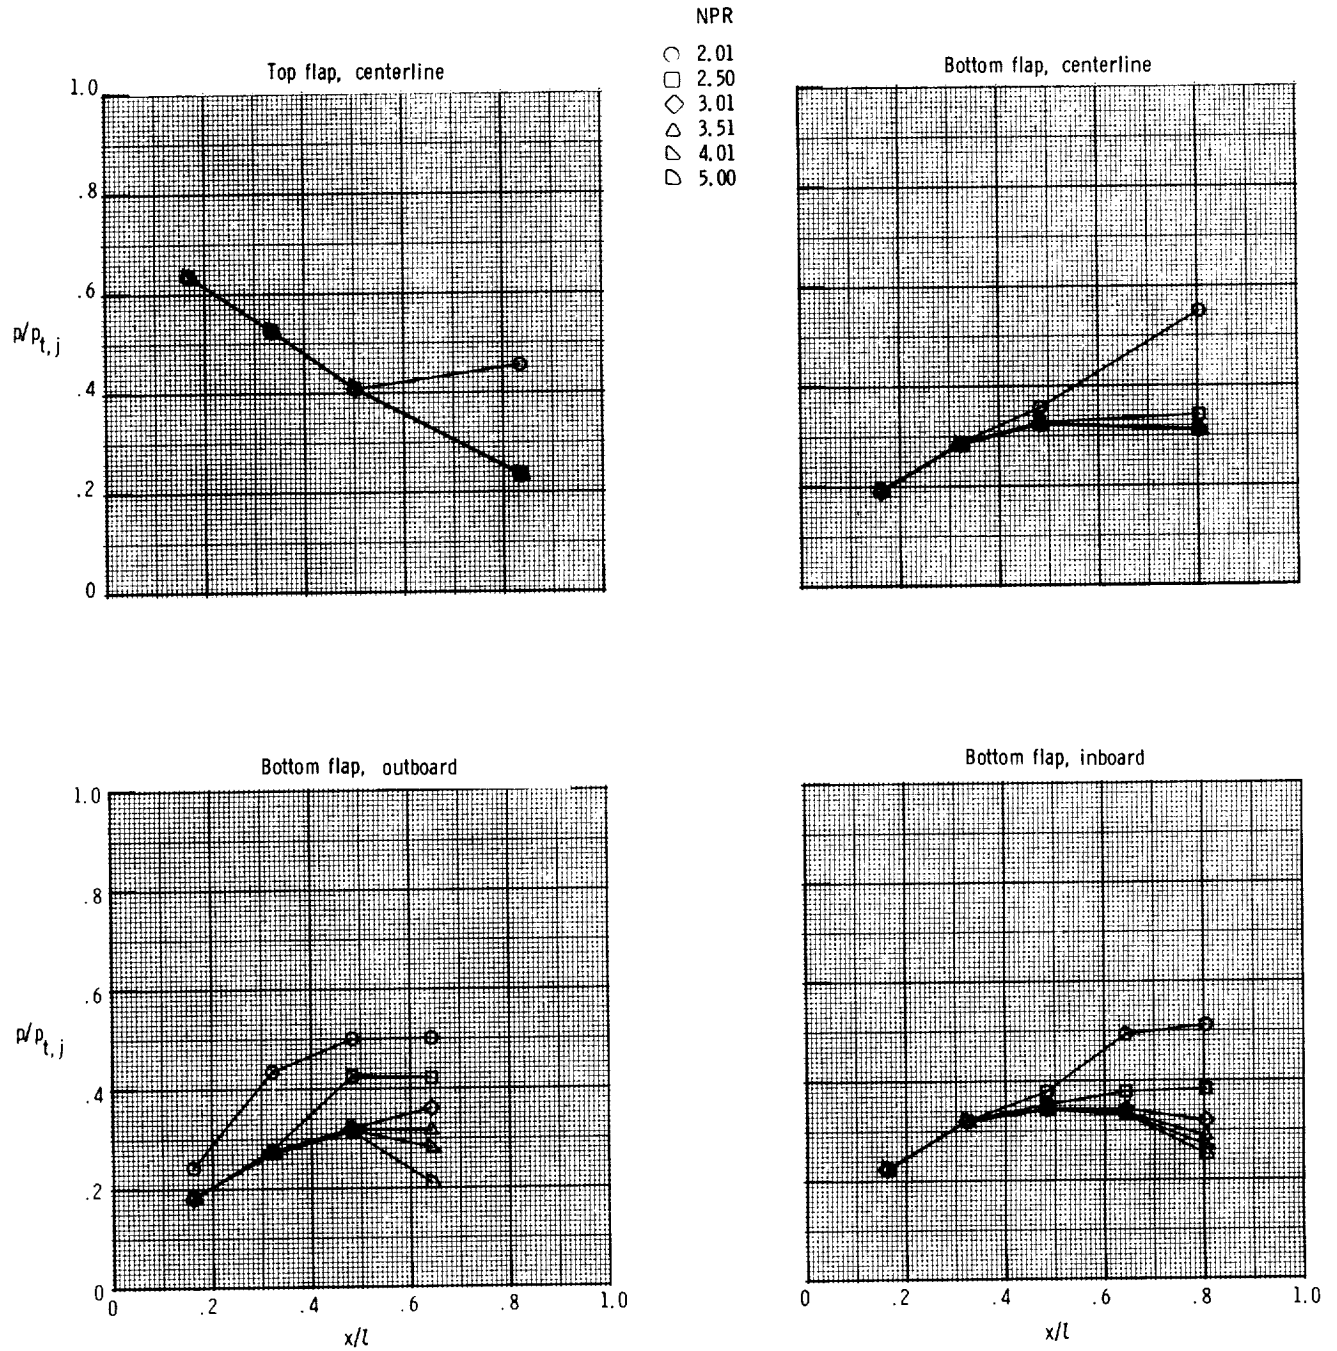 NPR
2.01
2.50
3.01
3.51
4.01
5.00
Top flap, centerline
1.0
.8
.6
.4
.2
0
p/p t,j
Bottom flap, centerline
Bottom flap, outboard
1.0
.8
.6
.4
.2
0
p/p t,j
0 .2 .4 .6 .8 1.0
x/l
Bottom flap, inboard
0 .2 .4 .6 .8 1.0
x/l